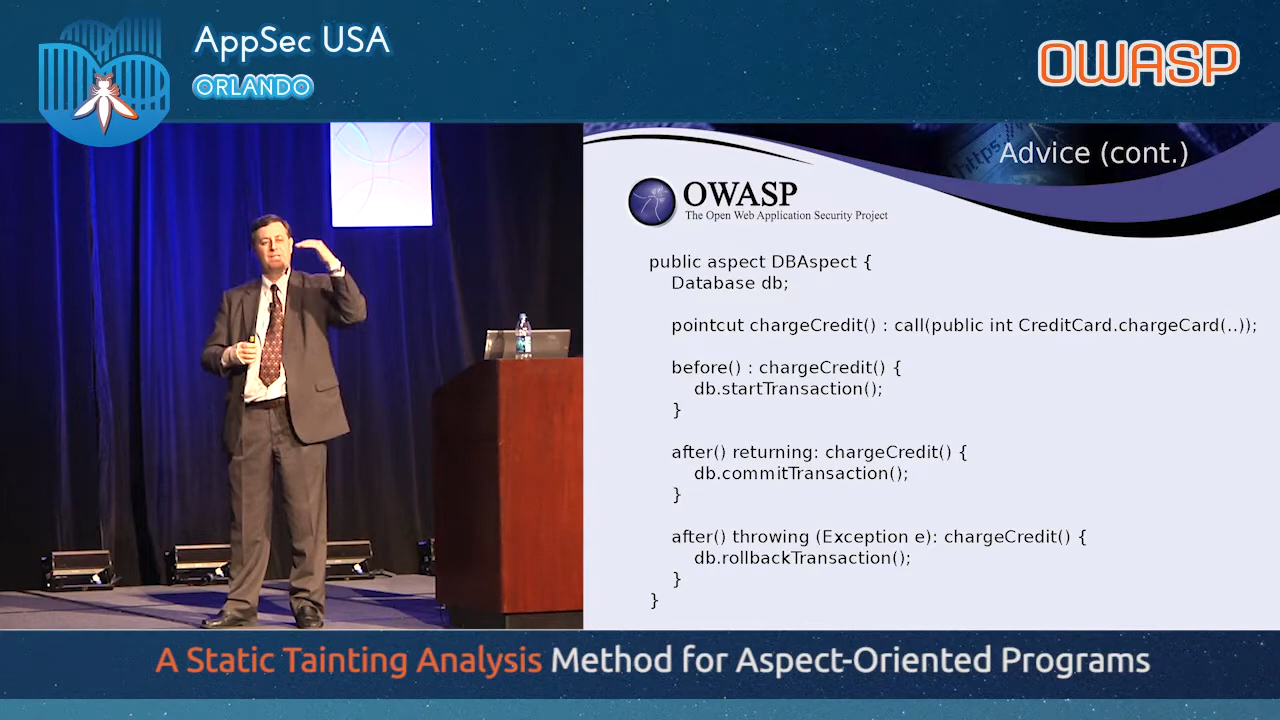 AppSec USA
ORLANDO
OWASP
https:
Advice (cont.)
OWASP
The Open Web Application Security Project
public aspect DBAspect {
Database db;
pointcut chargeCredit() : call(public int CreditCard.chargeCard(..));
before() : chargeCredit() {
db.startTransaction();
}
after() returning: chargeCredit() {
db.commitTransaction();
}
after() throwing (Exception e): chargeCredit() {
db.rollbackTransaction();
}
}
A Static Tainting Analysis Method for Aspect-Oriented Programs